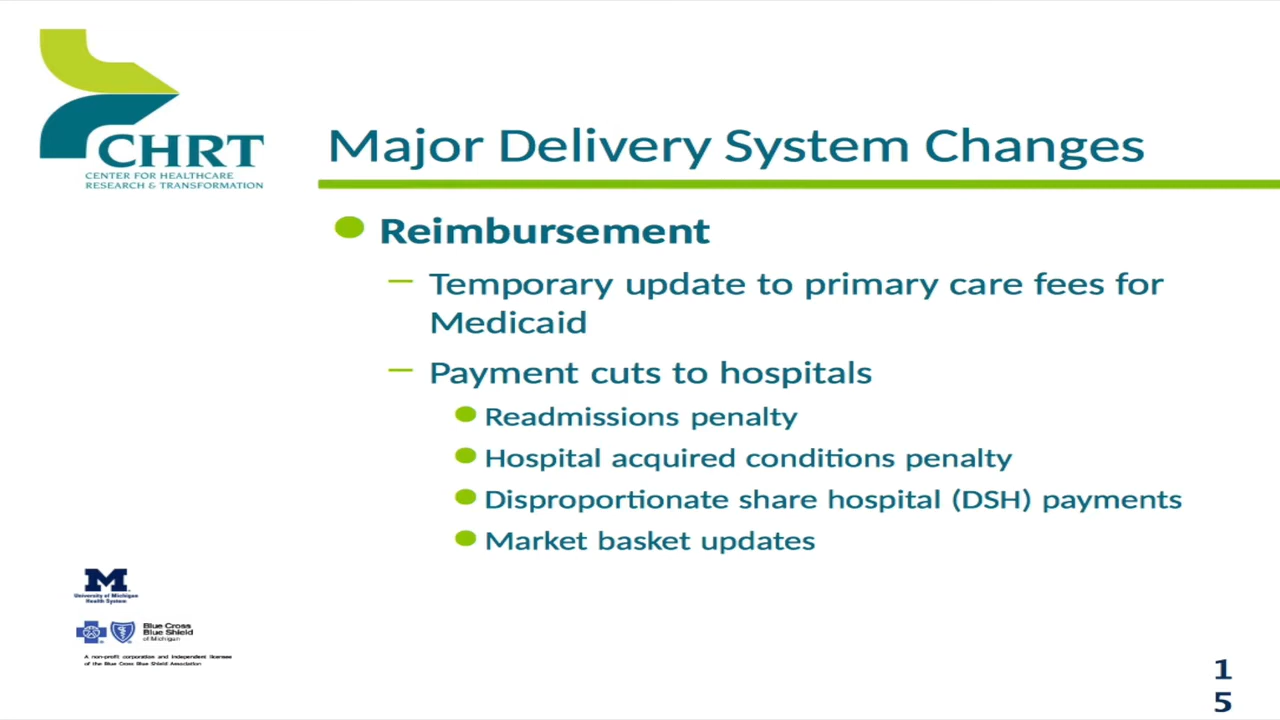 CHRT
CENTER FOR HEALTHCARE
RESEARCH & TRANSFORMATION
Major Delivery System Changes
Reimbursement
– Temporary update to primary care fees for
Medicaid
– Payment cuts to hospitals
Readmissions penalty
Hospital acquired conditions penalty
Disproportionate share hospital (DSH) payments
Market basket updates
M
University of Michigan
Health System
Blue Cross
Blue Shield
of Michigan
A non-profit corporation and independent licensee
of the Blue Cross Blue Shield Association
1
5